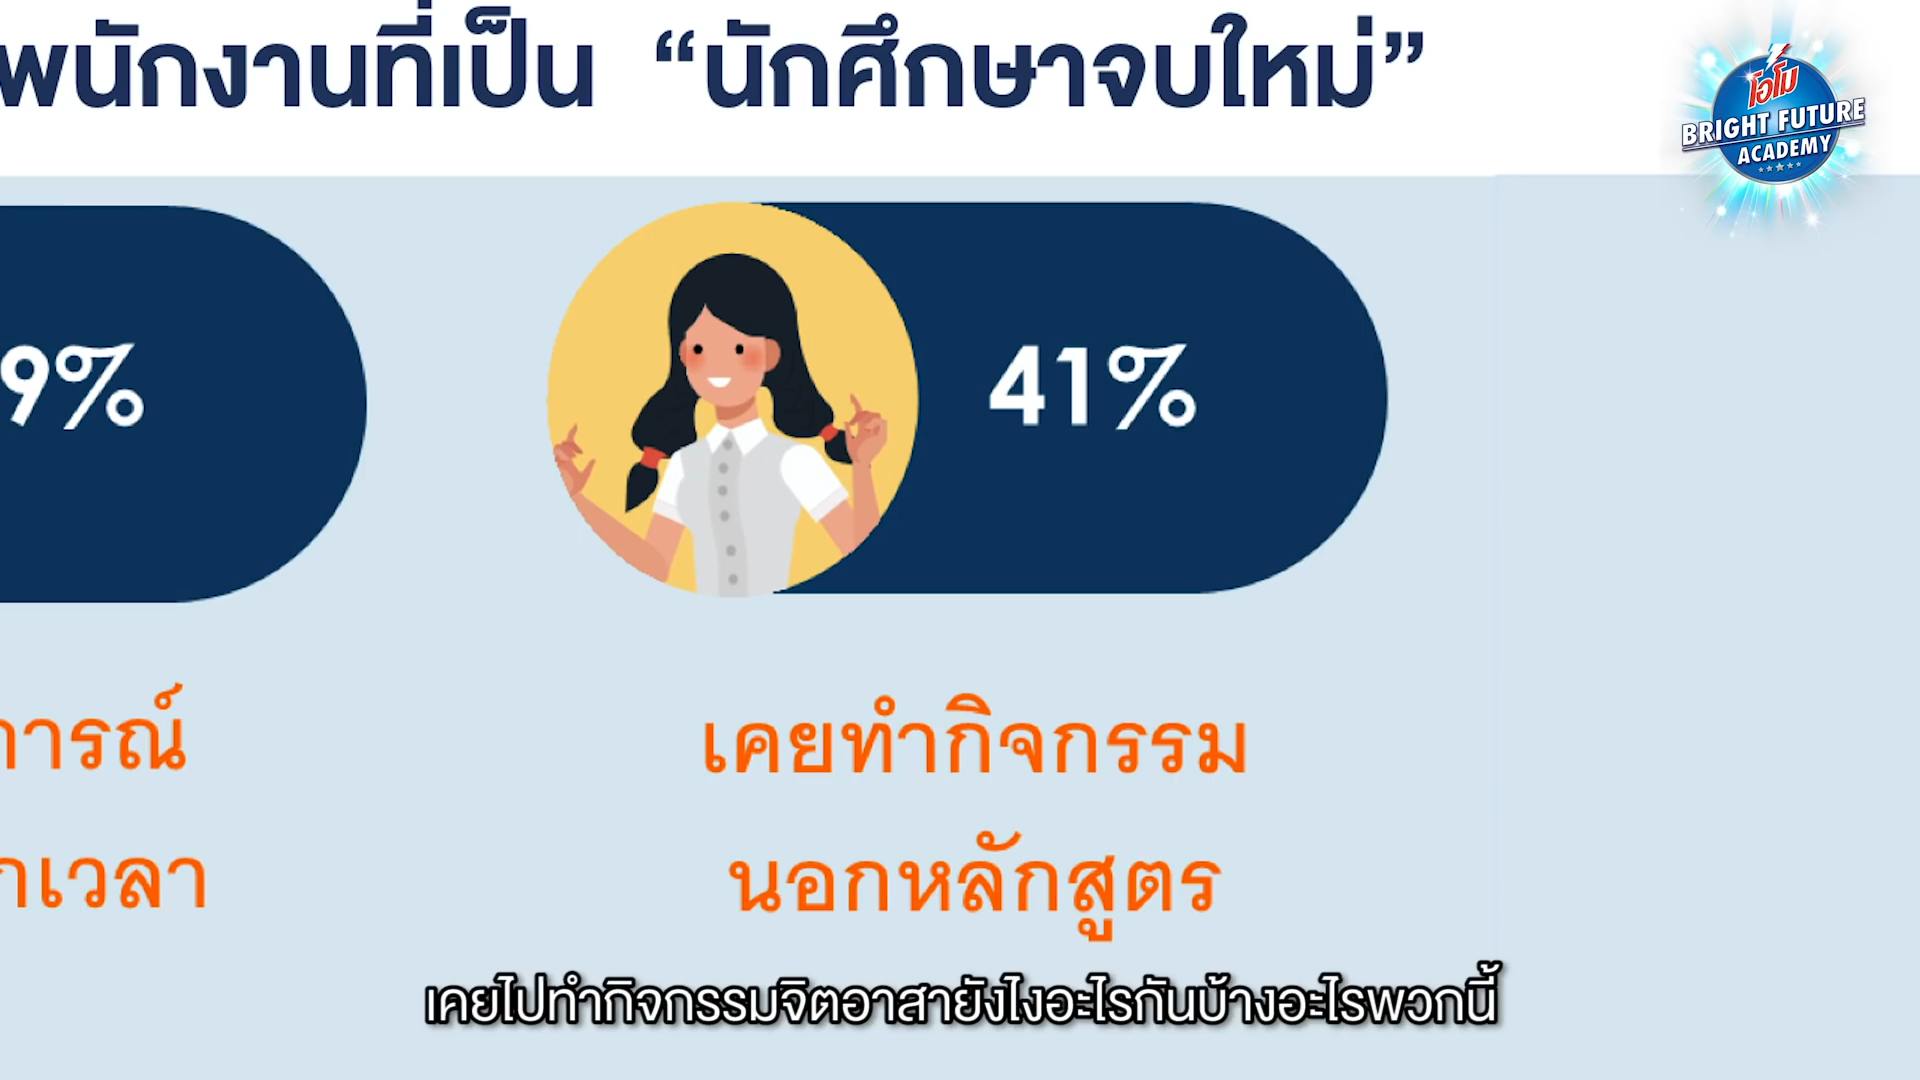 พนักงานที่เป็น “นักศึกษาจบใหม่”
โอโม
BRIGHT FUTURE
ACADEMY
9%
41%
การณ์
กเวลา
เคยทำกิจกรรม
นอกหลักสูตร
เคยไปทำกิจกรรมจิตอาสายังไงอะไรกันบ้างอะไรพวกนี้